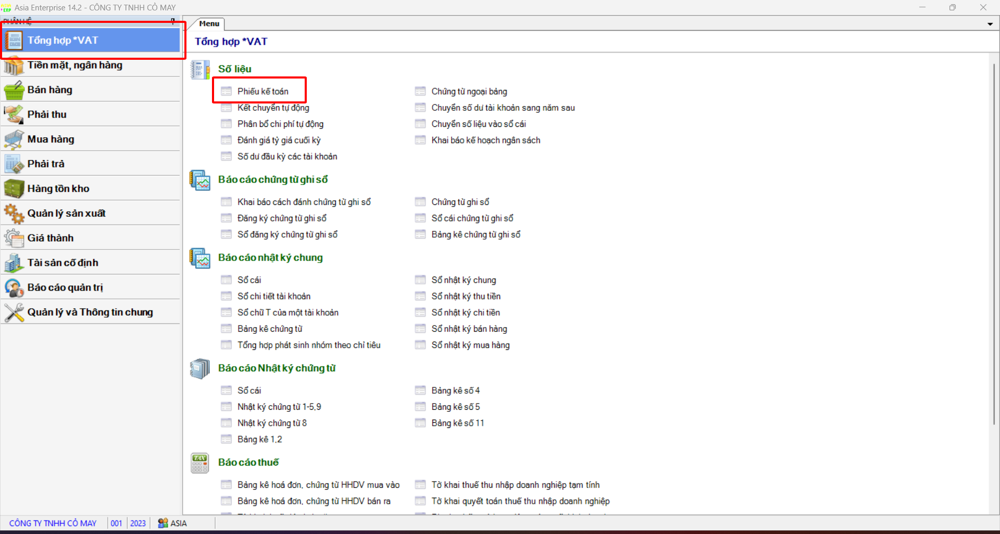 Asia Enterprise 14.2 - CÔNG TY TNHH CỎ MAY
PHÂN HỆ
Tổng hợp *VAT
Tiền mặt, ngân hàng
Bán hàng
Phải thu
Mua hàng
Phải trả
Hàng tồn kho
Quản lý sản xuất
Giá thành
Tài sản cố định
Báo cáo quản trị
Quản lý và Thông tin chung
Menu
Tổng hợp *VAT
Số liệu
Phiếu kế toán
Chứng từ ngoại bảng
Kết chuyển tự động
Chuyển số dư tài khoản sang năm sau
Phân bổ chi phí tự động
Chuyển số liệu vào sổ cái
Đánh giá tỷ giá cuối kỳ
Khai báo kế hoạch ngân sách
Số dư đầu kỳ các tài khoản
Báo cáo chứng từ ghi sổ
Khai báo cách đánh chứng từ ghi sổ
Chứng từ ghi sổ
Đăng ký chứng từ ghi sổ
Sổ cái chứng từ ghi sổ
Sổ đăng ký chứng từ ghi sổ
Bảng kê chứng từ ghi sổ
Báo cáo nhật ký chung
Sổ cái
Sổ nhật ký chung
Sổ chi tiết tài khoản
Sổ nhật ký thu tiền
Sổ chữ T của một tài khoản
Sổ nhật ký chi tiền
Bảng kê chứng từ
Sổ nhật ký bán hàng
Tổng hợp phát sinh nhóm theo chỉ tiêu
Sổ nhật ký mua hàng
Báo cáo Nhật ký chứng từ
Sổ cái
Bảng kê số 4
Nhật ký chứng từ 1-5,9
Bảng kê số 5
Nhật ký chứng từ 8
Bảng kê số 11
Bảng kê 1,2
TAX
Báo cáo thuế
Bảng kê hoá đơn, chứng từ HHDV mua vào
Tờ khai thuế thu nhập doanh nghiệp tạm tính
Bảng kê hoá đơn, chứng từ HHDV bán ra
Tờ khai quyết toán thuế thu nhập doanh nghiệp
CÔNG TY TNHH CỎ MAY
001
2023
ASIA